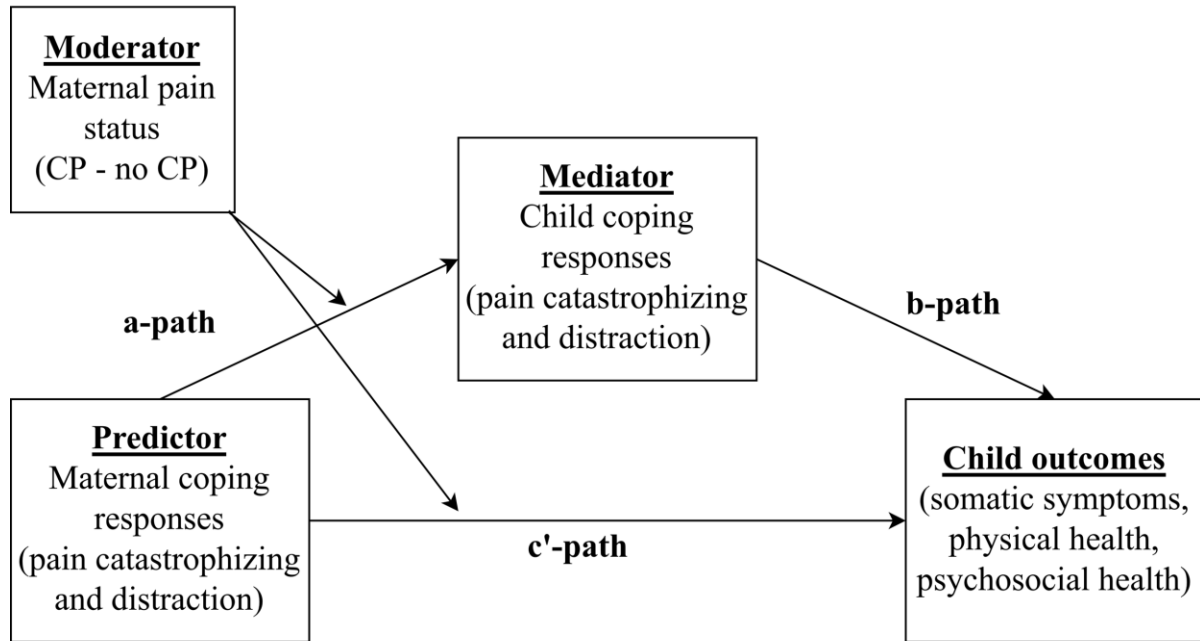 Moderator
Maternal pain
status
(CP - no CP)
Mediator
Child coping
responses
(pain catastrophizing
and distraction)
a-path
b-path
Predictor
Maternal coping
responses
(pain catastrophizing
and distraction)
c'-path
Child outcomes
(somatic symptoms,
physical health,
psychosocial health)